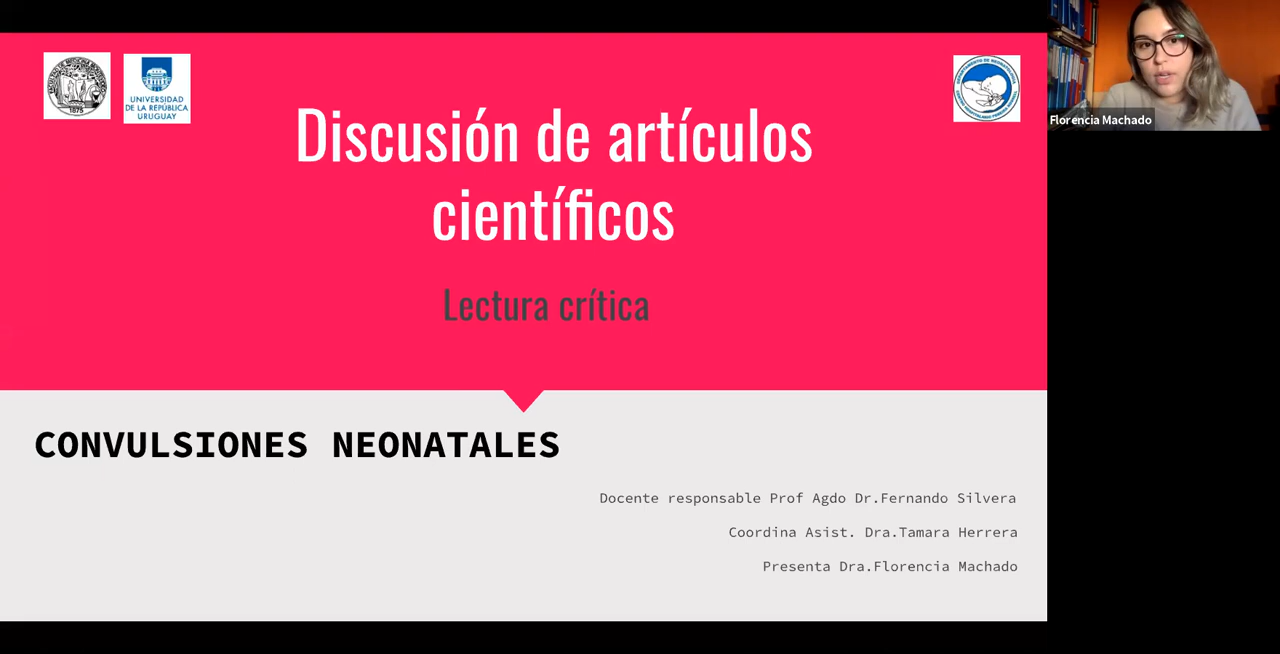 UNIVERSIDAD
DE LA REPÚBLICA
URUGUAY
1875
Discusión de artículos
científicos
Lectura crítica
CONVULSIONES NEONATALES
Docente responsable Prof Agdo Dr.Fernando Silvera
Coordina Asist. Dra.Tamara Herrera
Presenta Dra.Florencia Machado
Florencia Machado